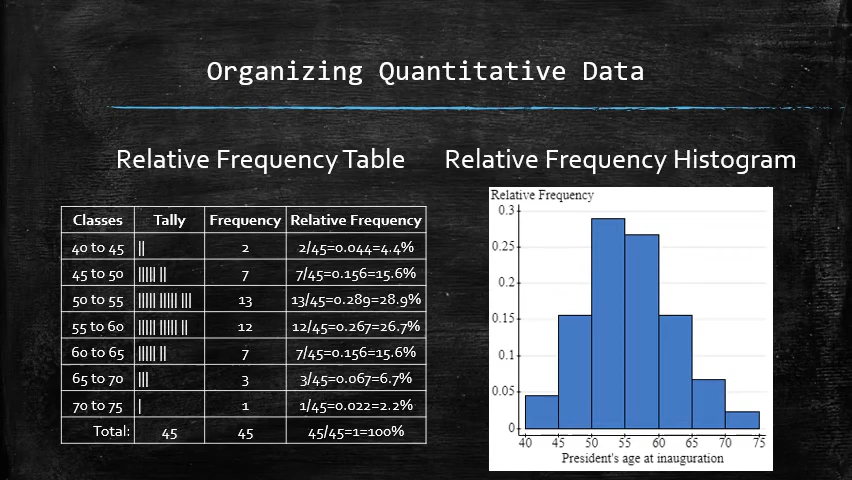 Organizing Quantitative Data
Relative Frequency Table
Relative Frequency Histogram
Classes Tally Frequency Relative Frequency
40 to 45 || 2 2/45=0.044=4.4%
45 to 50 ||||| || 7 7/45=0.156=15.6%
50 to 55 ||||| ||||| ||| 13 13/45=0.289=28.9%
55 to 60 ||||| ||||| || 12 12/45=0.267=26.7%
60 to 65 ||||| || 7 7/45=0.156=15.6%
65 to 70 ||| 3 3/45=0.067=6.7%
70 to 75 | 1 1/45=0.022=2.2%
Total: 45 45 45/45=1=100%
Relative Frequency
0.3
0.25
0.2
0.15
0.1
0.05
0
40 45 50 55 60 65 70 75
President's age at inauguration